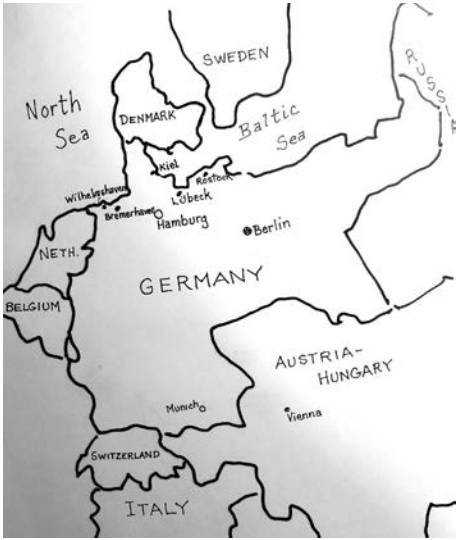 SWEDEN
RUSSIA
North
Sea
DENMARK
Baltic
Sea
Kiel
Rostock
Wilhelmshaven
Lübeck
Bremerhaven
Hamburg
Berlin
NETH.
GERMANY
BELGIUM
AUSTRIA-
HUNGARY
Munich
Vienna
SWITZERLAND
ITALY